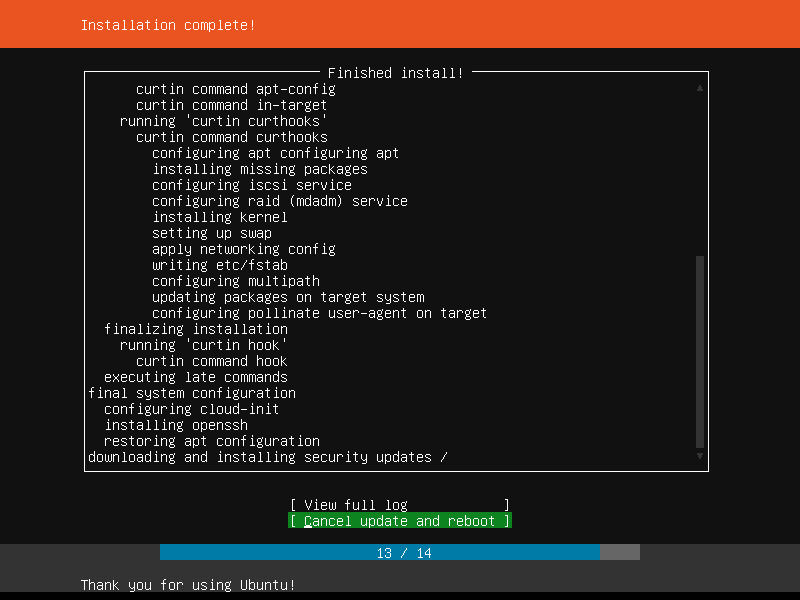 Installation complete!
Finished install!
curtin command apt-config
curtin command in-target
running 'curtin curthooks'
curtin command curthooks
configuring apt configuring apt
installing missing packages
configuring iscsi service
configuring raid (mdadm) service
installing kernel
setting up swap
apply networking config
writing etc/fstab
configuring multipath
updating packages on target system
configuring pollinate user-agent on target
finalizing installation
running 'curtin hook'
curtin command hook
executing late commands
final system configuration
configuring cloud-init
installing openssh
restoring apt configuration
downloading and installing security updates /
[ View full log ]
[ Cancel update and reboot ]
13 / 14
Thank you for using Ubuntu!